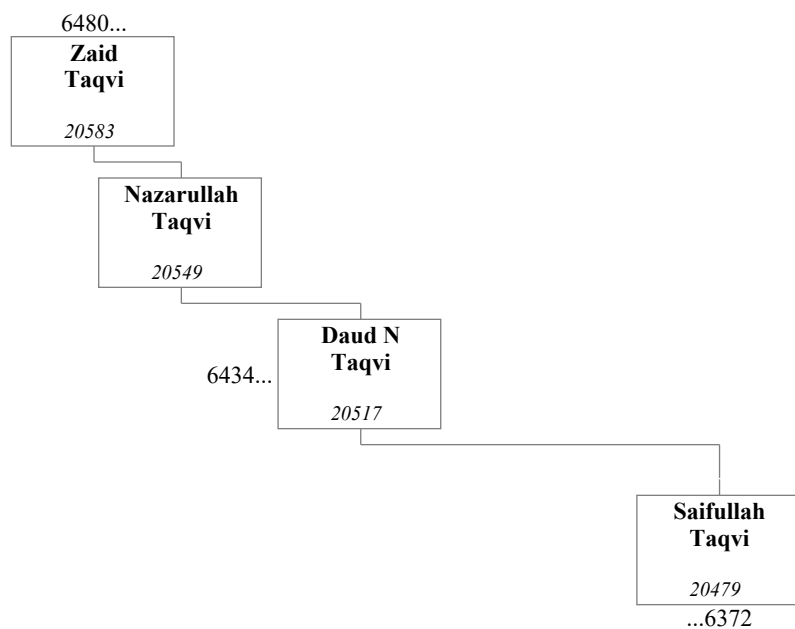 6480...
Zaid
Taqvi
20583
Nazarullah
Taqvi
20549
Daud N
Taqvi
6434...
20517
Saifullah
Taqvi
20479
...6372